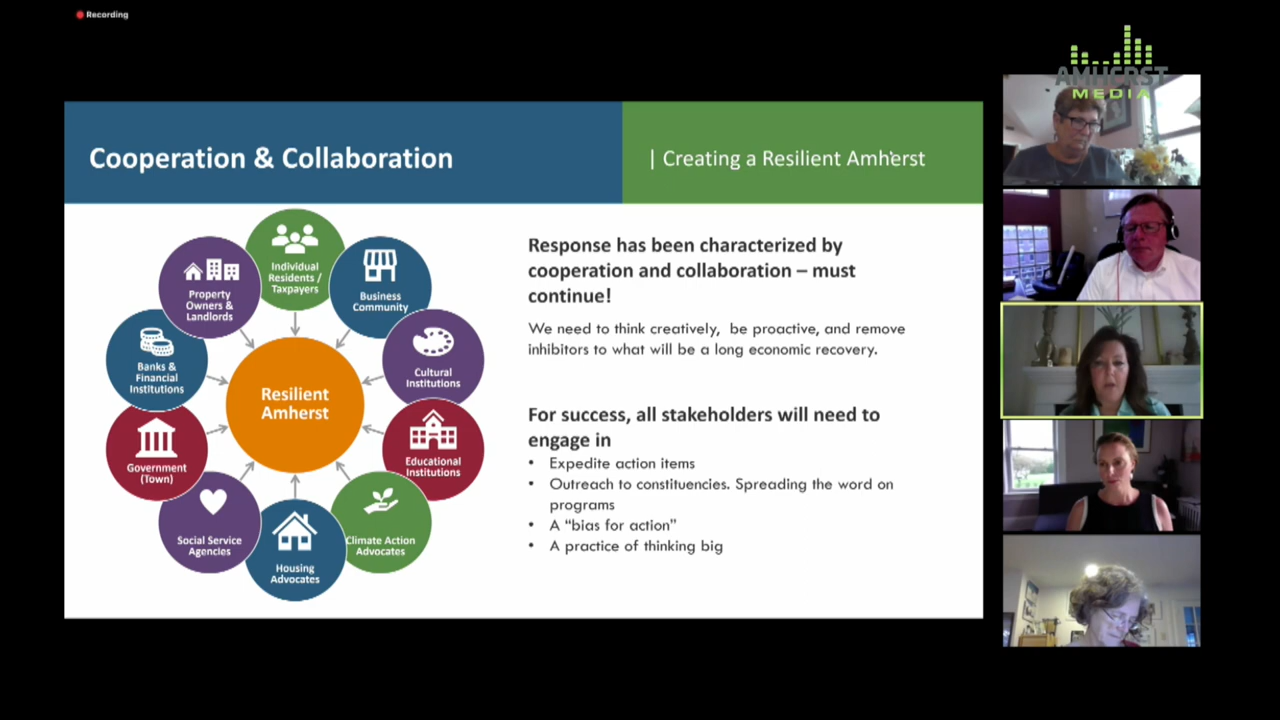 Recording
AMHERST
MEDIA
Cooperation & Collaboration
| Creating a Resilient Amherst
Individual
Residents /
Taxpayers
Business
Community
Cultural
Institutions
Educational
Institutions
Climate Action
Advocates
Housing
Advocates
Social Service
Agencies
Government
(Town)
Banks &
Financial
Institutions
Property
Owners &
Landlords
Resilient
Amherst
Response has been characterized by
cooperation and collaboration – must
continue!
We need to think creatively,  be proactive, and remove
inhibitors to what will be a long economic recovery.
For success, all stakeholders will need to
engage in
• Expedite action items
• Outreach to constituencies. Spreading the word on
programs
• A “bias for action”
• A practice of thinking big